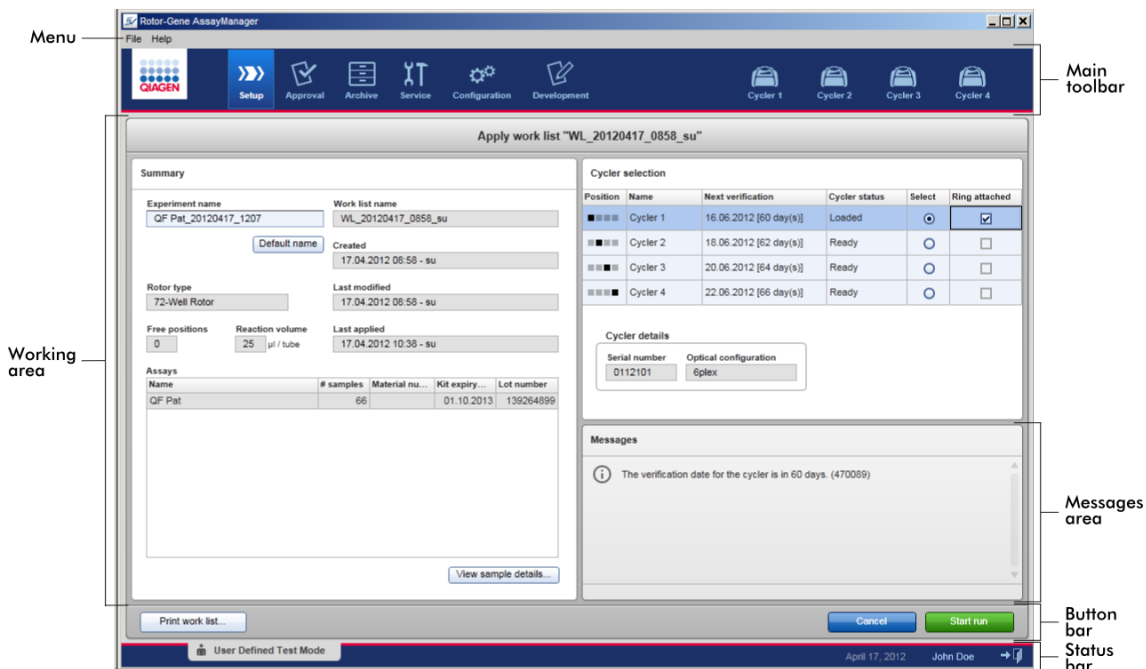 Rotor-Gene AssayManager
Menu
File Help
QIAGEN
Setup Approval Archive Service Configuration Development Cycler 1 Cycler 2 Cycler 3 Cycler 4
Main
toolbar
Apply work list "WL_20120417_0858_su"
Summary
Experiment name Work list name
QF Pat_20120417_1207 WL_20120417_0858_su
Default name
Created
17.04.2012 08:58 - su
Rotor type Last modified
72-Well Rotor 17.04.2012 08:58 - su
Free positions Reaction volume Last applied
0 25 µl / tube 17.04.2012 10:38 - su
Working
area
Assays
Name # samples Material nu... Kit expiry... Lot number
QF Pat 66 01.10.2013 139264899
View sample details...
Cycler selection
Position Name Next verification Cycler status Select Ring attached
Cycler 1 16.06.2012 [60 day(s)] Loaded
Cycler 2 18.06.2012 [62 day(s)] Ready
Cycler 3 20.06.2012 [64 day(s)] Ready
Cycler 4 22.06.2012 [66 day(s)] Ready
Cycler details
Serial number Optical configuration
0112101 6plex
Messages
The verification date for the cycler is in 60 days. (470089)
Messages
area
Print work list... Cancel Start run
Button
bar
User Defined Test Mode April 17, 2012 John Doe
Status
bar